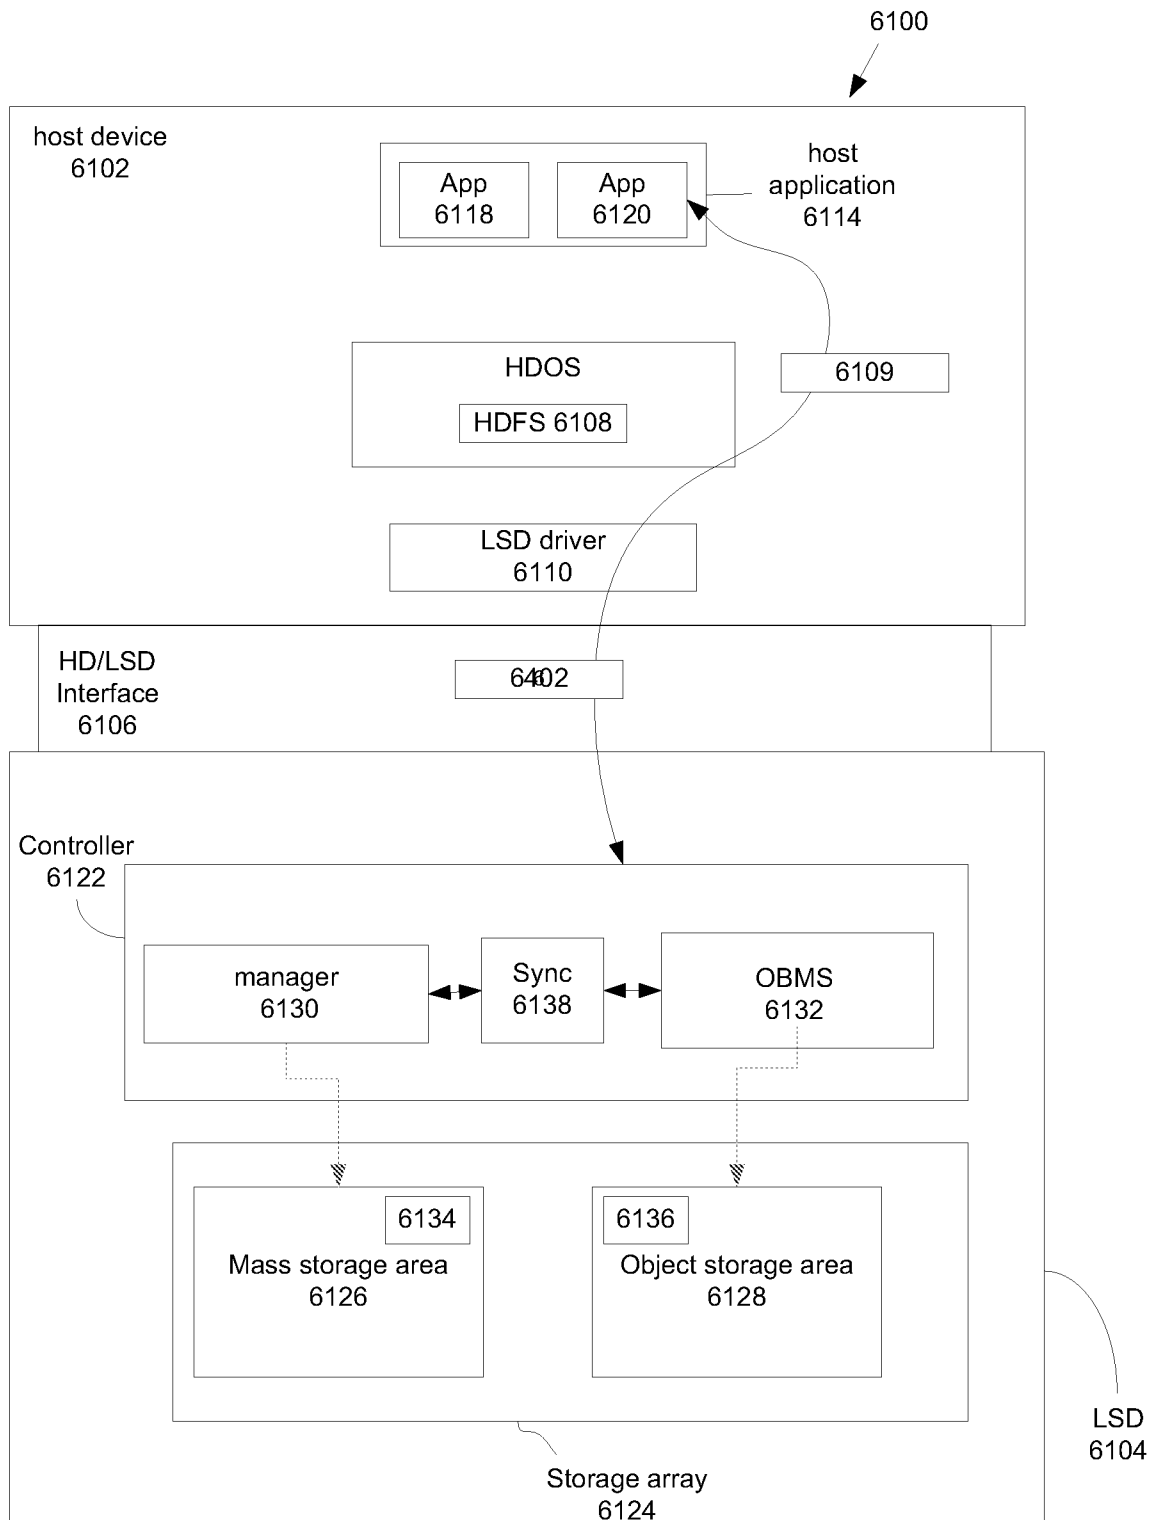 6100
host device
6102
host
application
6114
App
6118
App
6120
HDOS
HDFS 6108
6109
LSD driver
6110
HD/LSD
Interface
6106
Controller
6122
manager
6130
Sync
6138
OBMS
6132
6134
Mass storage area
6126
6136
Object storage area
6128
LSD
6104
Storage array
6124